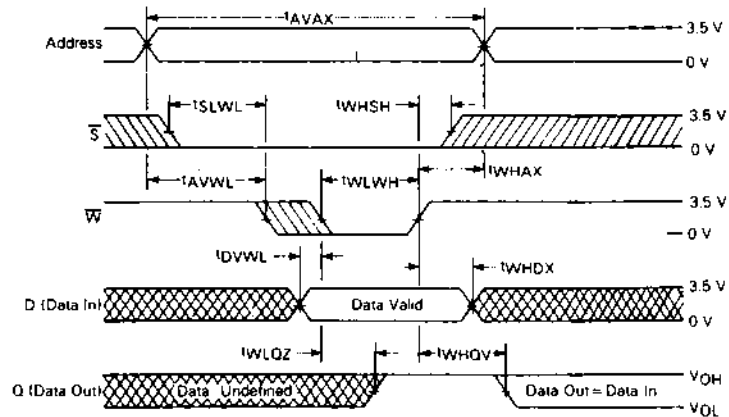 tAVAX
Address
3.5 V
0 V
tSLWL
tWHSH
S
3.5 V
0 V
tAVWL
tWLWH
tWHAX
W
3.5 V
0 V
tDVWL
tWHDX
D (Data In)
Data Valid
3.5 V
0 V
tWLQZ
tWHQV
Q (Data Out)
Data Undefined
Data Out = Data In
VOH
VOL